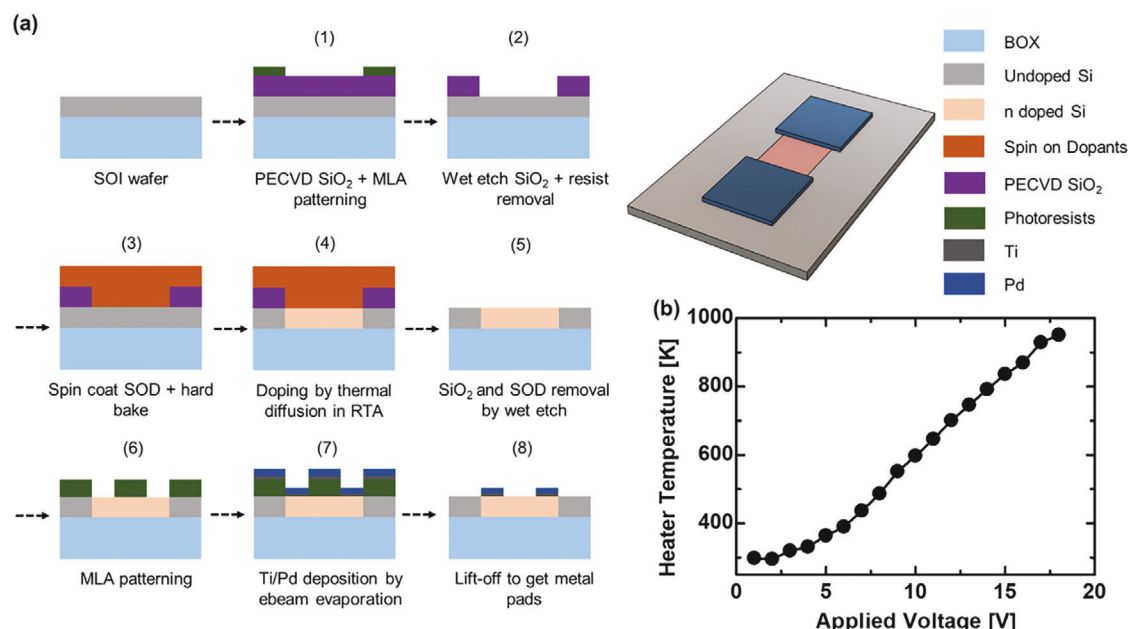 (a)
(1)
(2)
SOI wafer
PECVD SiO₂ + MLA
patterning
Wet etch SiO₂ + resist
removal
(3)
(4)
(5)
Spin coat SOD + hard
bake
Doping by thermal
diffusion in RTA
SiO₂ and SOD removal
by wet etch
(6)
(7)
(8)
MLA patterning
Ti/Pd deposition by
ebeam evaporation
Lift-off to get metal
pads
BOX
Undoped Si
n doped Si
Spin on Dopants
PECVD SiO₂
Photoresists
Ti
Pd
(b)
Heater Temperature [K]
1000
800
600
400
0
5
10
15
20
Applied Voltage [V]